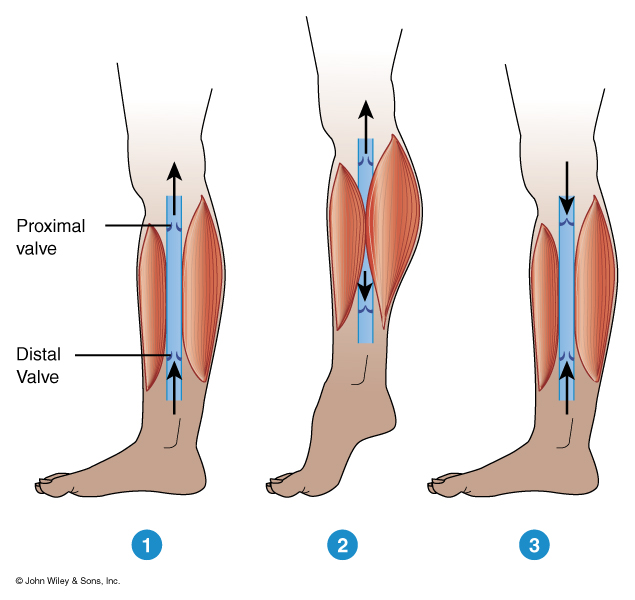 Proximal
valve
Distal
Valve
1
2
3
© John Wiley & Sons, Inc.